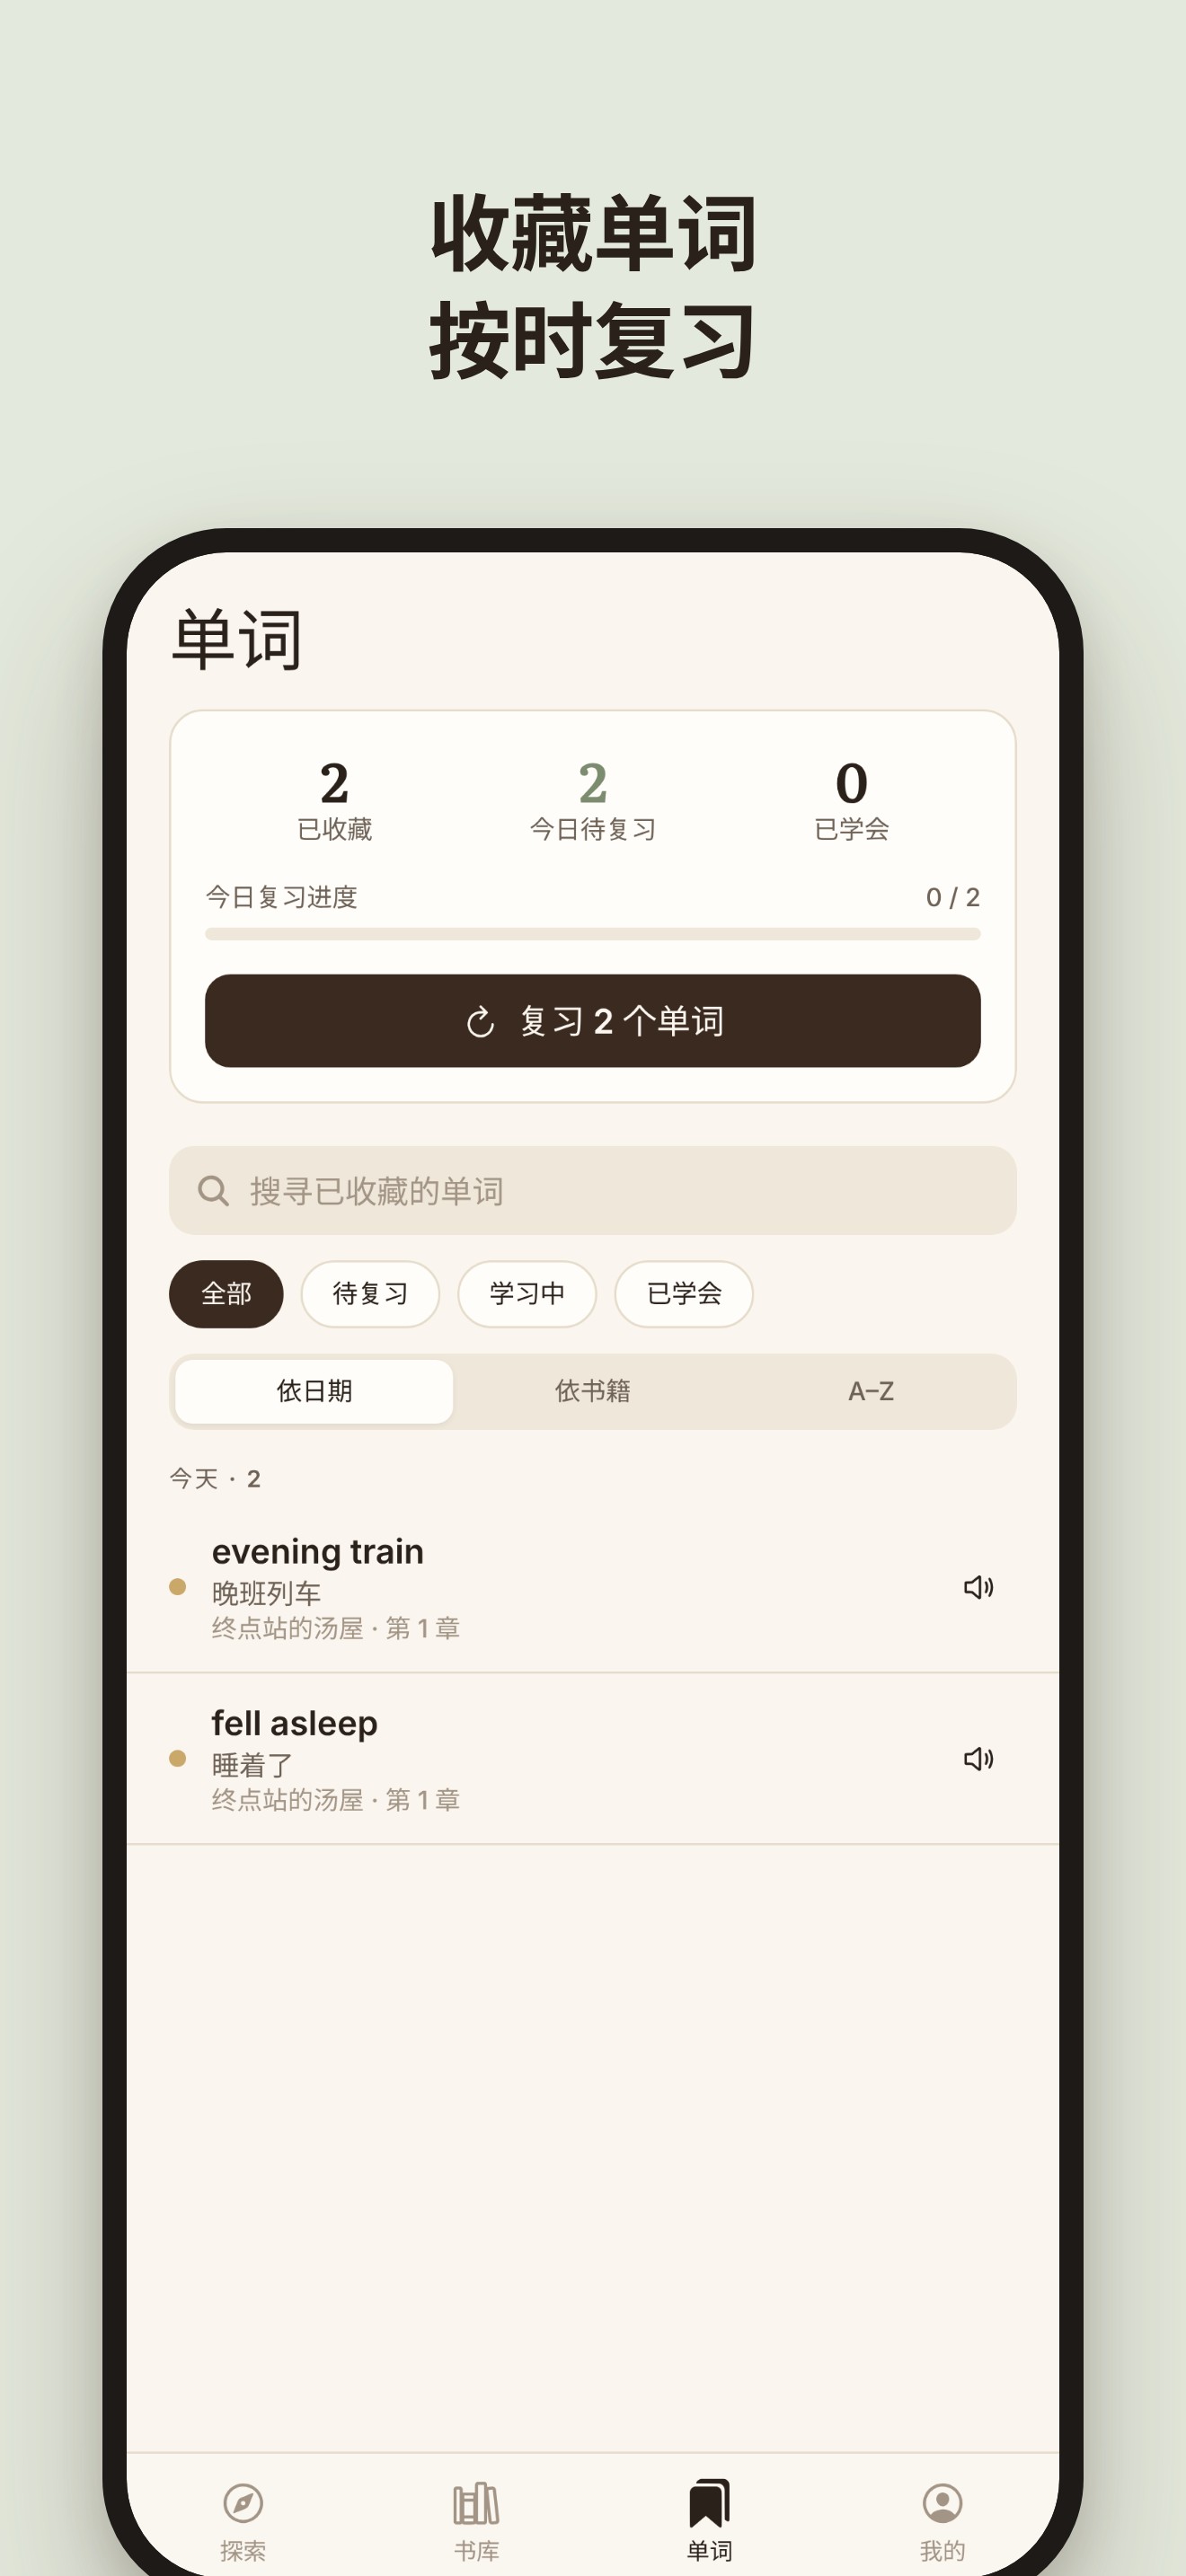 收藏单词
按时复习
单词
2 2 0
已收藏 今日待复习 已学会
今日复习进度 0 / 2
复习 2 个单词
搜寻已收藏的单词
全部 待复习 学习中 已学会
依日期 依书籍 A–Z
今天 · 2
evening train
晚班列车
终点站的汤屋 · 第 1 章
fell asleep
睡着了
终点站的汤屋 · 第 1 章
探索 书库 单词 我的